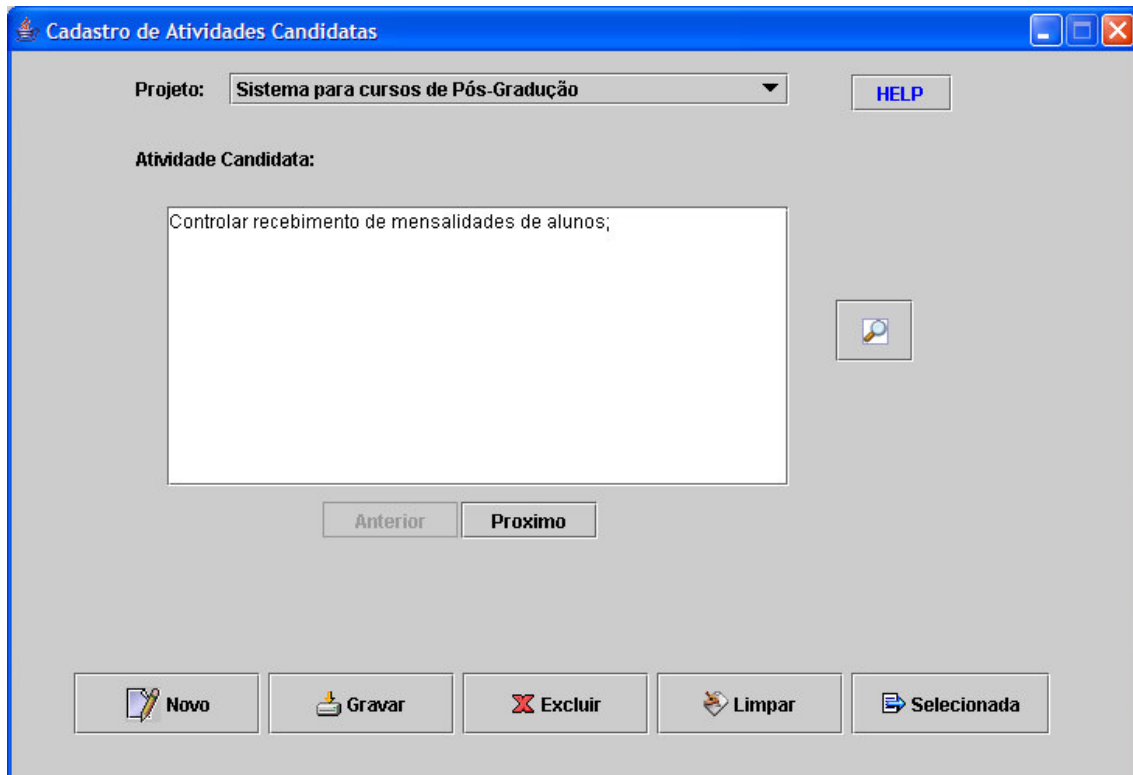 Cadastro de Atividades Candidatas
Projeto: Sistema para cursos de Pós-Gradução HELP
Atividade Candidata:
Controlar recebimento de mensalidades de alunos;
Anterior Proximo
Novo Gravar Excluir Limpar Selecionada